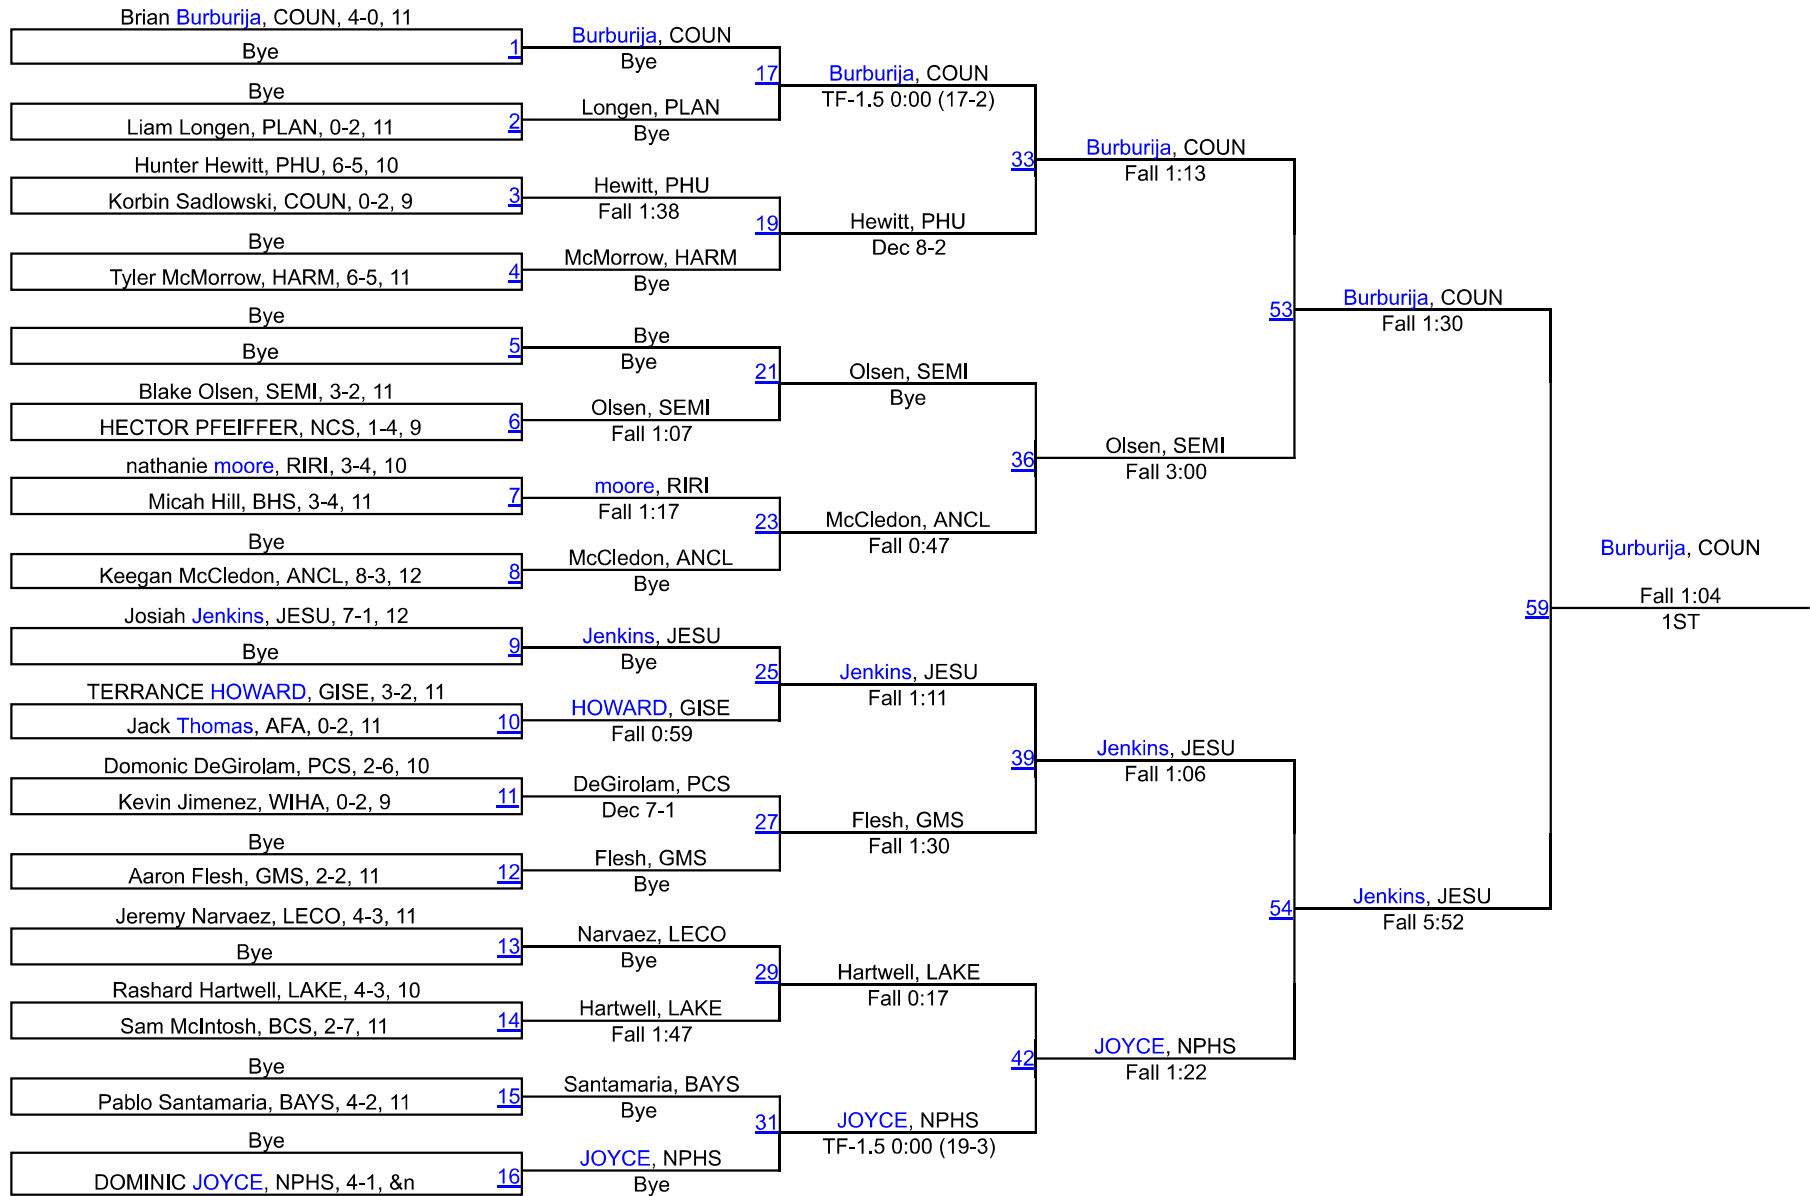 Brian Burburija, COUN, 4-0, 11
Bye
1
Bye
Liam Longen, PLAN, 0-2, 11
2
Hunter Hewitt, PHU, 6-5, 10
Korbin Sadlowski, COUN, 0-2, 9
3
Bye
Tyler McMorrow, HARM, 6-5, 11
4
Bye
Bye
5
Blake Olsen, SEMI, 3-2, 11
HECTOR PFEIFFER, NCS, 1-4, 9
6
nathanie moore, RIRI, 3-4, 10
Micah Hill, BHS, 3-4, 11
7
Bye
Keegan McCledon, ANCL, 8-3, 12
8
Josiah Jenkins, JESU, 7-1, 12
Bye
9
TERRANCE HOWARD, GISE, 3-2, 11
Jack Thomas, AFA, 0-2, 11
10
Domonic DeGirolam, PCS, 2-6, 10
Kevin Jimenez, WIHA, 0-2, 9
11
Bye
Aaron Flesh, GMS, 2-2, 11
12
Jeremy Narvaez, LECO, 4-3, 11
Bye
13
Rashard Hartwell, LAKE, 4-3, 10
Sam McIntosh, BCS, 2-7, 11
14
Bye
Pablo Santamaria, BAYS, 4-2, 11
15
Bye
DOMINIC JOYCE, NPHS, 4-1, &n
16
Burburija, COUN
Bye
17
Longen, PLAN
Bye
Hewitt, PHU
Fall 1:38
19
McMorrow, HARM
Bye
Bye
Bye
21
Olsen, SEMI
Fall 1:07
moore, RIRI
Fall 1:17
23
McCledon, ANCL
Bye
Jenkins, JESU
Bye
25
HOWARD, GISE
Fall 0:59
DeGirolam, PCS
Dec 7-1
27
Flesh, GMS
Bye
Narvaez, LECO
Bye
29
Hartwell, LAKE
Fall 1:47
Santamaria, BAYS
Bye
31
JOYCE, NPHS
Bye
Burburija, COUN
TF-1.5 0:00 (17-2)
33
Hewitt, PHU
Dec 8-2
Olsen, SEMI
Bye
36
McCledon, ANCL
Fall 0:47
Jenkins, JESU
Fall 1:11
39
Flesh, GMS
Fall 1:30
Hartwell, LAKE
Fall 0:17
42
JOYCE, NPHS
TF-1.5 0:00 (19-3)
Burburija, COUN
Fall 1:13
53
Olsen, SEMI
Fall 3:00
Jenkins, JESU
Fall 1:06
54
JOYCE, NPHS
Fall 1:22
Burburija, COUN
Fall 1:30
59
Jenkins, JESU
Fall 5:52
Burburija, COUN
Fall 1:04
1ST